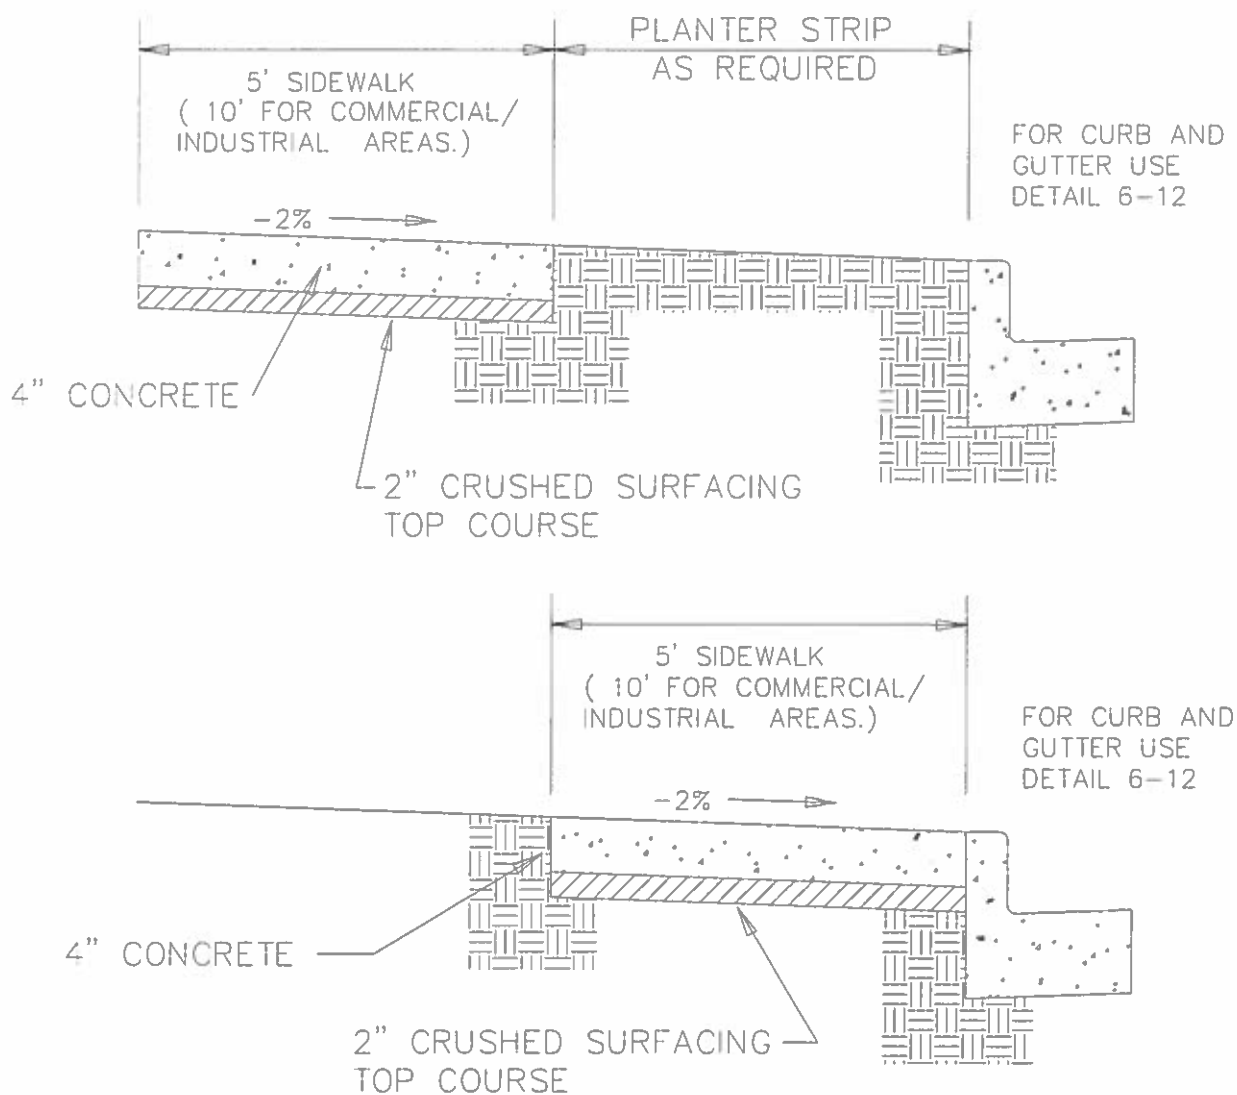 PLANTER STRIP
AS REQUIRED
5' SIDEWALK
( 10' FOR COMMERCIAL/
INDUSTRIAL AREAS.)
FOR CURB AND
GUTTER USE
DETAIL 6-12
-2%
4" CONCRETE
2" CRUSHED SURFACING
TOP COURSE
5' SIDEWALK
( 10' FOR COMMERCIAL/
INDUSTRIAL AREAS.)
FOR CURB AND
GUTTER USE
DETAIL 6-12
-2%
4" CONCRETE
2" CRUSHED SURFACING
TOP COURSE